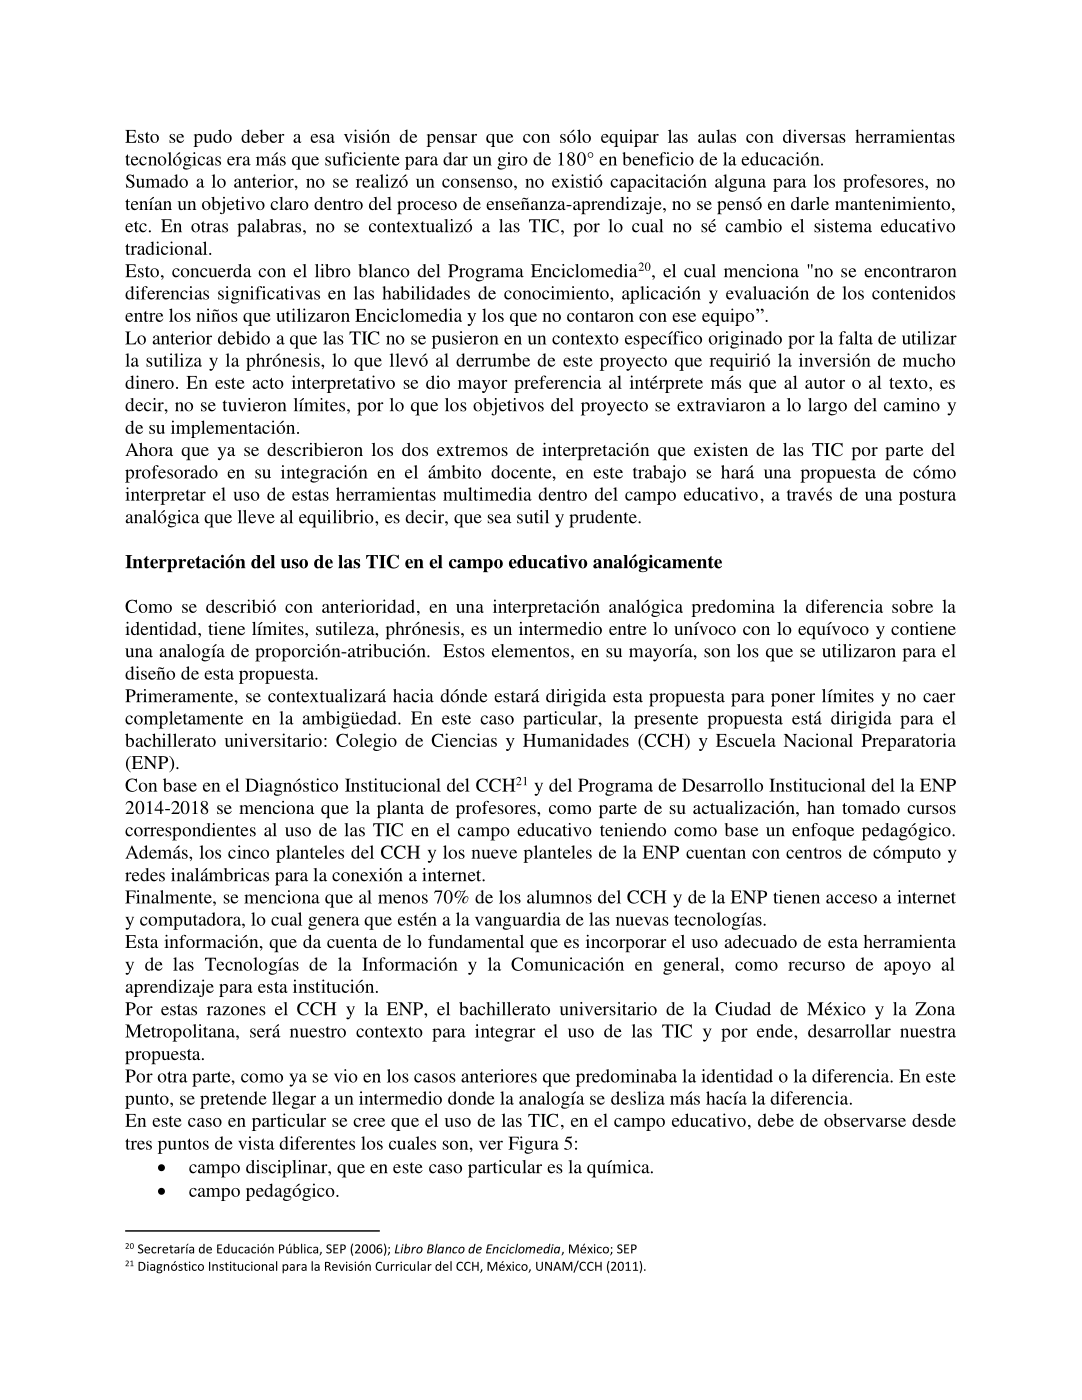 Esto se pudo deber a esa visión de pensar que con sólo equipar las aulas con diversas herramientas
tecnológicas era más que suficiente para dar un giro de 180° en beneficio de la educación.
Sumado a lo anterior, no se realizó un consenso, no existió capacitación alguna para los profesores, no
tenían un objetivo claro dentro del proceso de enseñanza-aprendizaje, no se pensó en darle mantenimiento,
etc. En otras palabras, no se contextualizó a las TIC, por lo cual no sé cambio el sistema educativo
tradicional.
Esto, concuerda con el libro blanco del Programa Enciclomedia20, el cual menciona "no se encontraron
diferencias significativas en las habilidades de conocimiento, aplicación y evaluación de los contenidos
entre los niños que utilizaron Enciclomedia y los que no contaron con ese equipo”.
Lo anterior debido a que las TIC no se pusieron en un contexto específico originado por la falta de utilizar
la sutiliza y la phrónesis, lo que llevó al derrumbe de este proyecto que requirió la inversión de mucho
dinero. En este acto interpretativo se dio mayor preferencia al intérprete más que al autor o al texto, es
decir, no se tuvieron límites, por lo que los objetivos del proyecto se extraviaron a lo largo del camino y
de su implementación.
Ahora que ya se describieron los dos extremos de interpretación que existen de las TIC por parte del
profesorado en su integración en el ámbito docente, en este trabajo se hará una propuesta de cómo
interpretar el uso de estas herramientas multimedia dentro del campo educativo, a través de una postura
analógica que lleve al equilibrio, es decir, que sea sutil y prudente.
Interpretación del uso de las TIC en el campo educativo analógicamente
Como se describió con anterioridad, en una interpretación analógica predomina la diferencia sobre la
identidad, tiene límites, sutileza, phrónesis, es un intermedio entre lo unívoco con lo equívoco y contiene
una analogía de proporción-atribución.  Estos elementos, en su mayoría, son los que se utilizaron para el
diseño de esta propuesta.
Primeramente, se contextualizará hacia dónde estará dirigida esta propuesta para poner límites y no caer
completamente en la ambigüedad. En este caso particular, la presente propuesta está dirigida para el
bachillerato universitario: Colegio de Ciencias y Humanidades (CCH) y Escuela Nacional Preparatoria
(ENP).
Con base en el Diagnóstico Institucional del CCH21 y del Programa de Desarrollo Institucional del la ENP
2014-2018 se menciona que la planta de profesores, como parte de su actualización, han tomado cursos
correspondientes al uso de las TIC en el campo educativo teniendo como base un enfoque pedagógico.
Además, los cinco planteles del CCH y los nueve planteles de la ENP cuentan con centros de cómputo y
redes inalámbricas para la conexión a internet.
Finalmente, se menciona que al menos 70% de los alumnos del CCH y de la ENP tienen acceso a internet
y computadora, lo cual genera que estén a la vanguardia de las nuevas tecnologías.
Esta información, que da cuenta de lo fundamental que es incorporar el uso adecuado de esta herramienta
y de las Tecnologías de la Información y la Comunicación en general, como recurso de apoyo al
aprendizaje para esta institución.
Por estas razones el CCH y la ENP, el bachillerato universitario de la Ciudad de México y la Zona
Metropolitana, será nuestro contexto para integrar el uso de las TIC y por ende, desarrollar nuestra
propuesta.
Por otra parte, como ya se vio en los casos anteriores que predominaba la identidad o la diferencia. En este
punto, se pretende llegar a un intermedio donde la analogía se desliza más hacía la diferencia.
En este caso en particular se cree que el uso de las TIC, en el campo educativo, debe de observarse desde
tres puntos de vista diferentes los cuales son, ver Figura 5:
• campo disciplinar, que en este caso particular es la química.
• campo pedagógico.
20 Secretaría de Educación Pública, SEP (2006); Libro Blanco de Enciclomedia, México; SEP
21 Diagnóstico Institucional para la Revisión Curricular del CCH, México, UNAM/CCH (2011).